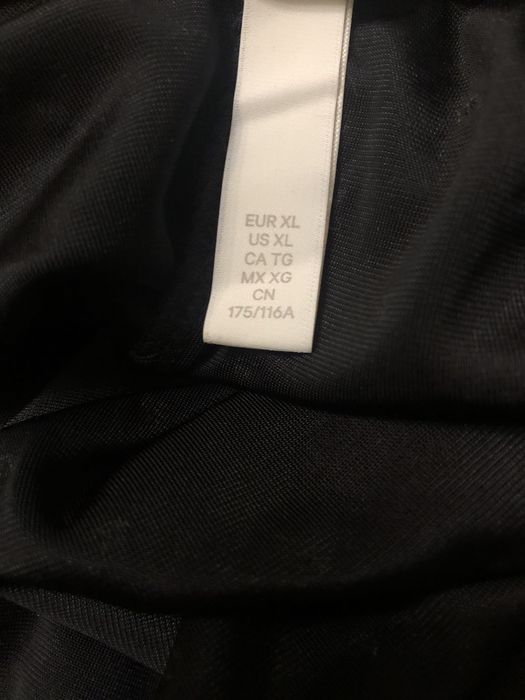 EUR XL
US XL
CA TG
MX XG
CN
175/116A